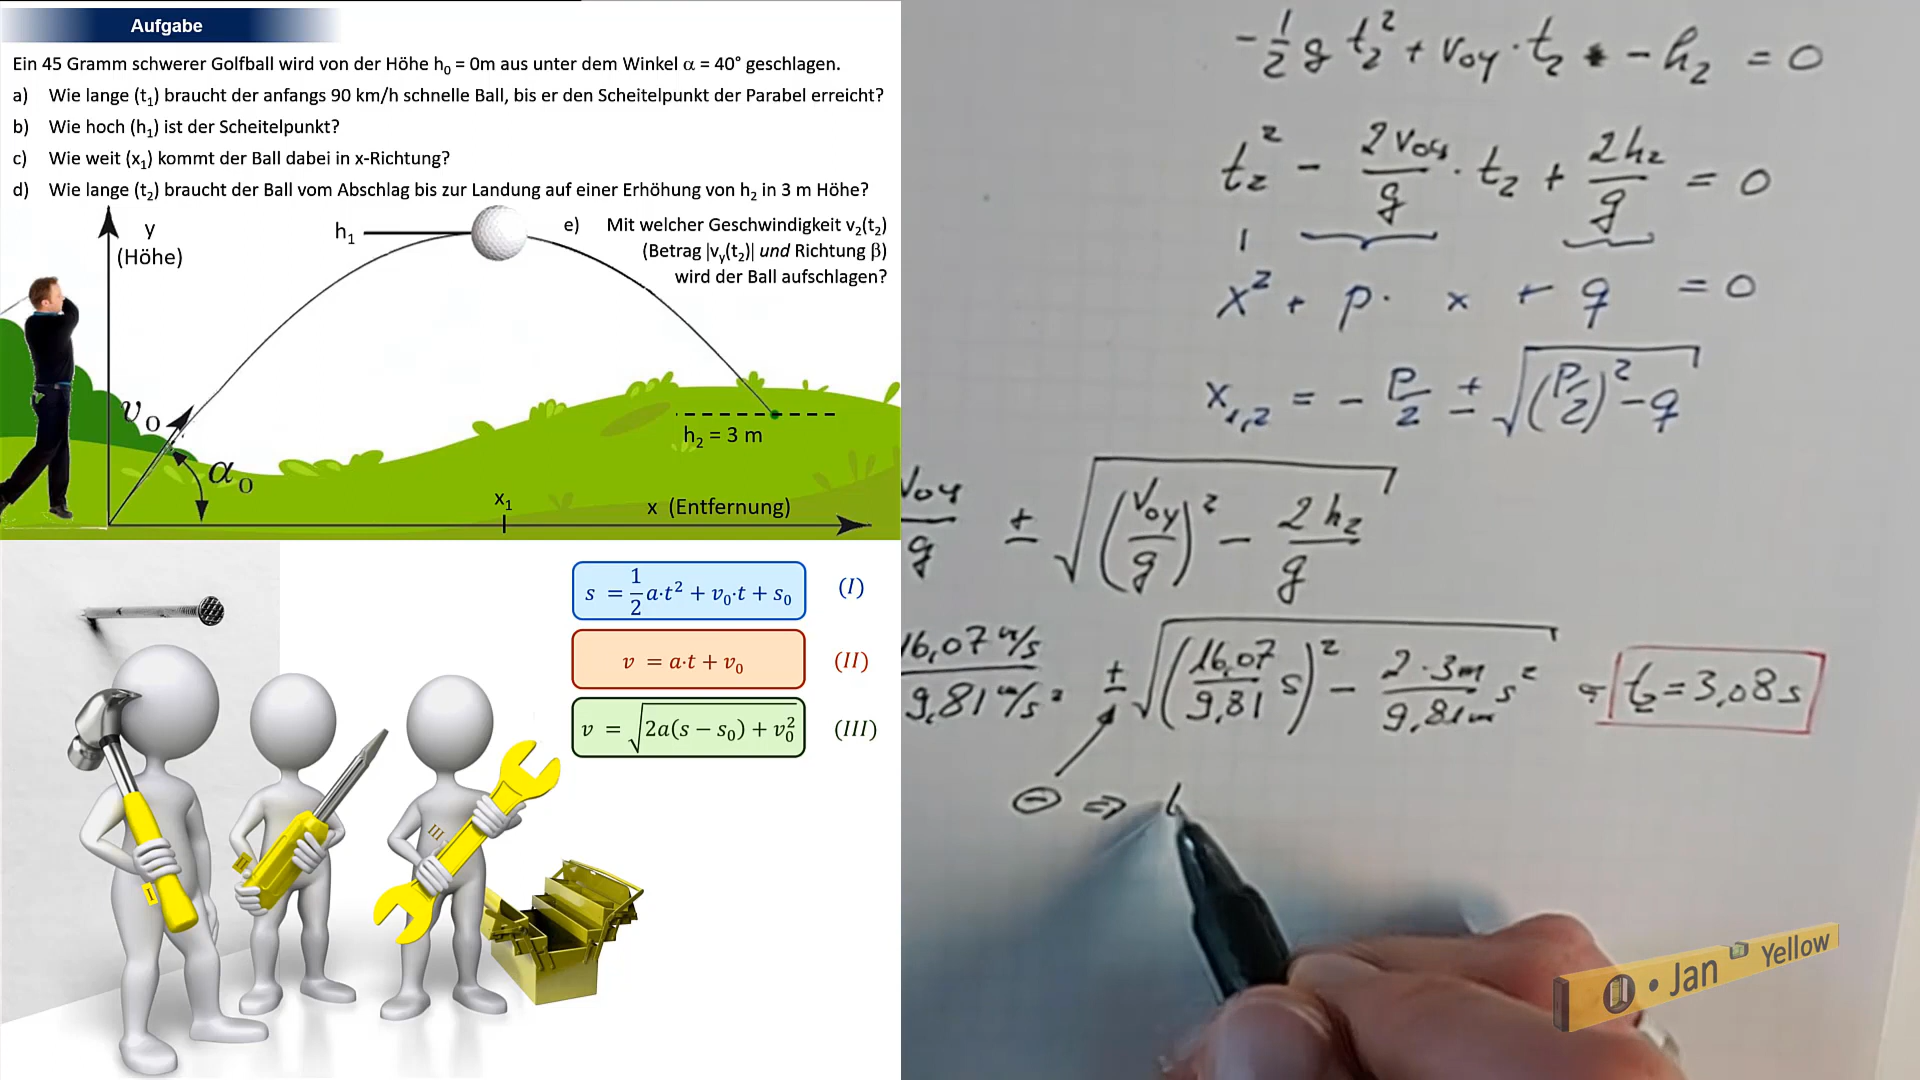 Aufgabe
Ein 45 Gramm schwerer Golfball wird von der Höhe h₀ = 0m aus unter dem Winkel α = 40° geschlagen.
a) Wie lange (t₁) braucht der anfangs 90 km/h schnelle Ball, bis er den Scheitelpunkt der Parabel erreicht?
b) Wie hoch (h₁) ist der Scheitelpunkt?
c) Wie weit (x₁) kommt der Ball dabei in x-Richtung?
d) Wie lange (t₂) braucht der Ball vom Abschlag bis zur Landung auf einer Erhöhung von h₂ in 3 m Höhe?
e) Mit welcher Geschwindigkeit v₂(t₂)
(Betrag |vᵧ(t₂)| und Richtung β)
wird der Ball aufschlagen?
y
(Höhe)
h₁
v₀
α₀
h₂ = 3 m
x₁
x (Entfernung)
s = 1/2 a·t² + v₀·t + s₀ (I)
v = a·t + v₀ (II)
v = √(2a(s − s₀) + v₀²) (III)
I
II
III
-1/2 g t₂² + v₀y · t₂ - h₂ = 0
t₂² - 2v₀y/g · t₂ + 2h₂/g = 0
1
x² + p · x + q = 0
x₁,₂ = - p/2 ± √((p/2)² - q)
v₀y/g ± √((v₀y/g)² - 2h₂/g)
16,07 m/s / 9,81 m/s² ± √((16,07/9,81 s)² - 2·3m/9,81m s²) = t₂ = 3,08 s
⊖ ⇒
• Jan Yellow